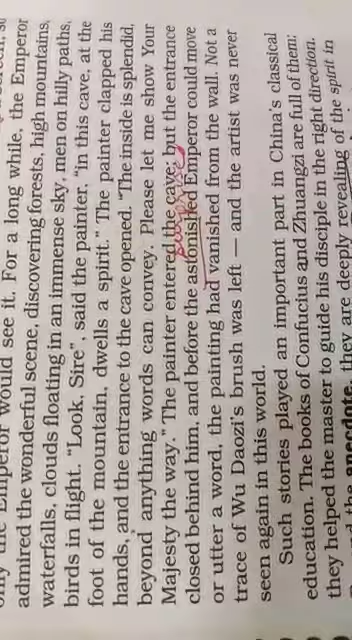 the Emperor would see it. For a long while, the Emperor
admired the wonderful scene, discovering forests, high mountains,
waterfalls, clouds floating in an immense sky, men on hilly paths,
birds in flight. "Look, Sire", said the painter, "in this cave, at the
foot of the mountain, dwells a spirit." The painter clapped his
hands, and the entrance to the cave opened. "The inside is splendid,
beyond anything words can convey. Please let me show Your
Majesty the way." The painter entered the cave; but the entrance
closed behind him, and before the astonished Emperor could move
or utter a word, the painting had vanished from the wall. Not a
trace of Wu Daozi's brush was left — and the artist was never
seen again in this world.
Such stories played an important part in China's classical
education. The books of Confucius and Zhuangzi are full of them;
they helped the master to guide his disciple in the right direction.
the anecdote, they are deeply revealing of the spirit in
surprise